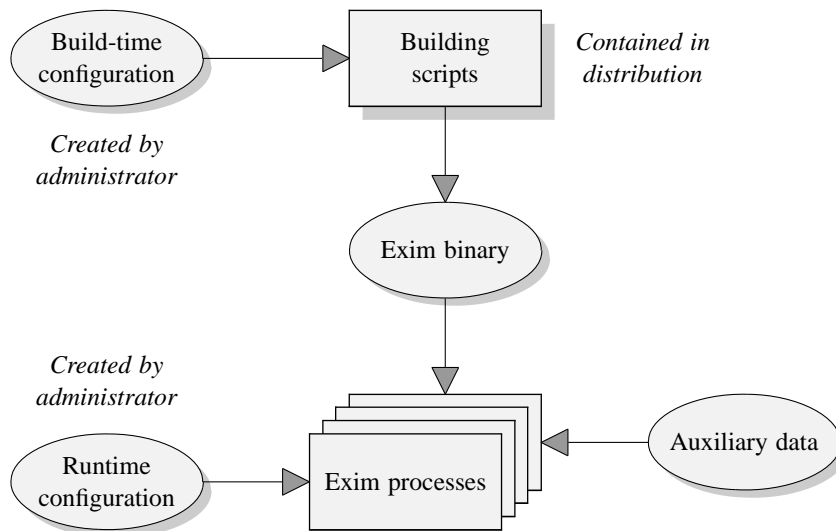 Build-time
configuration
Building
scripts
Contained in
distribution
Created by
administrator
Exim binary
Created by
administrator
Runtime
configuration
Exim processes
Auxiliary data